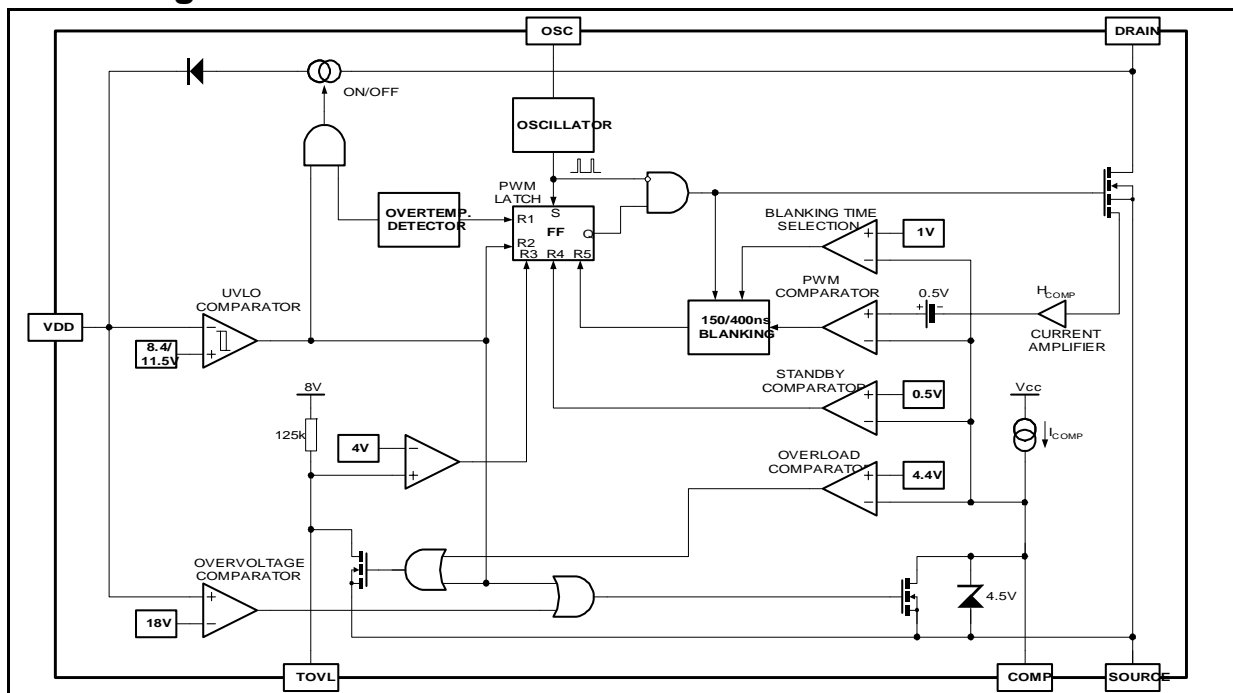 OSC
DRAIN
ON/OFF
OSCILLATOR
PWM
LATCH
OVERTEMP.
DETECTOR
R1
S
FF
R2
Q
R3 R4 R5
BLANKING TIME
SELECTION
+
1V
−
UVLO
COMPARATOR
PWM
COMPARATOR
0.5V
+
−
HCOMP
VDD
−
8.4/
11.5V
+
150/400ns
BLANKING
+
−
CURRENT
AMPLIFIER
8V
STANDBY
COMPARATOR
+
0.5V
−
Vcc
125k
4V
−
+
ICOMP
OVERLOAD
COMPARATOR
+
4.4V
−
OVERVOLTAGE
COMPARATOR
+
18V
−
4.5V
TOVL
COMP
SOURCE